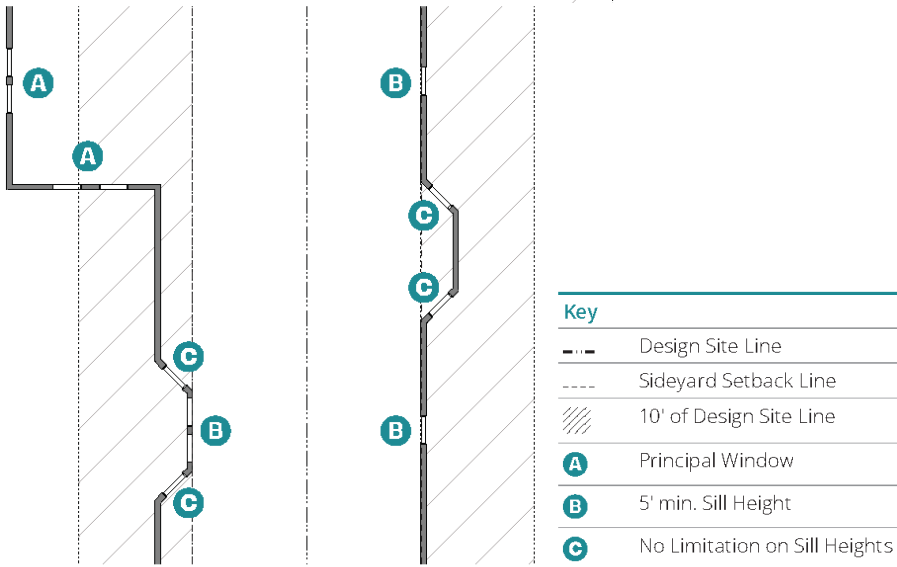 A
A
B
C
C
C
B
B
C
Key
Design Site Line
Sideyard Setback Line
10' of Design Site Line
A Principal Window
B 5' min. Sill Height
C No Limitation on Sill Heights